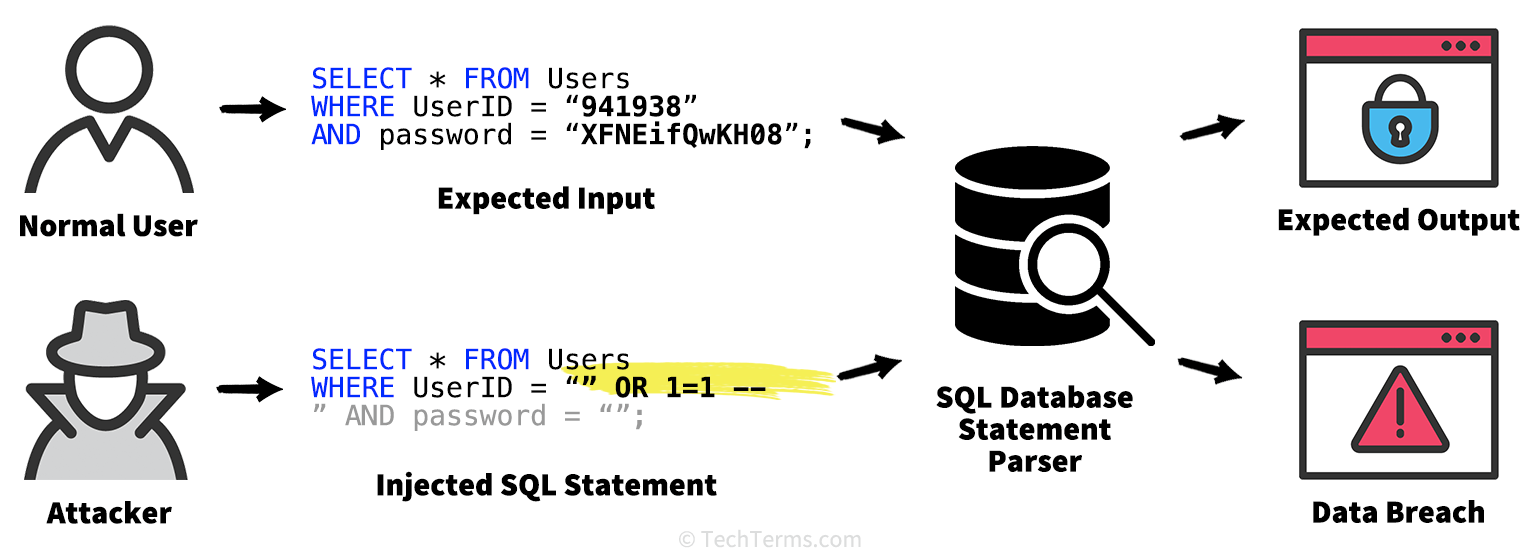 SELECT * FROM Users
WHERE UserID = “941938”
AND password = “XFNEifQwKH08”;
Expected Input
Normal User
Expected Output
SELECT * FROM Users
WHERE UserID = “” OR 1=1 --
” AND password = “”;
Injected SQL Statement
Attacker
SQL Database
Statement
Parser
Data Breach
© TechTerms.com